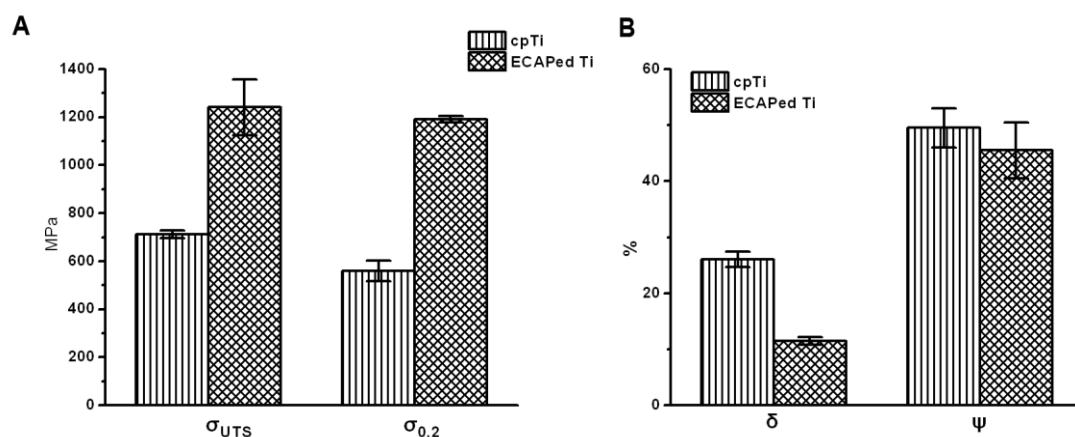 A
cpTi
ECAPed Ti
1400
1200
1000
800
600
400
200
0
MPa
σUTS
σ0.2
B
cpTi
ECAPed Ti
60
40
20
0
%
δ
ψ